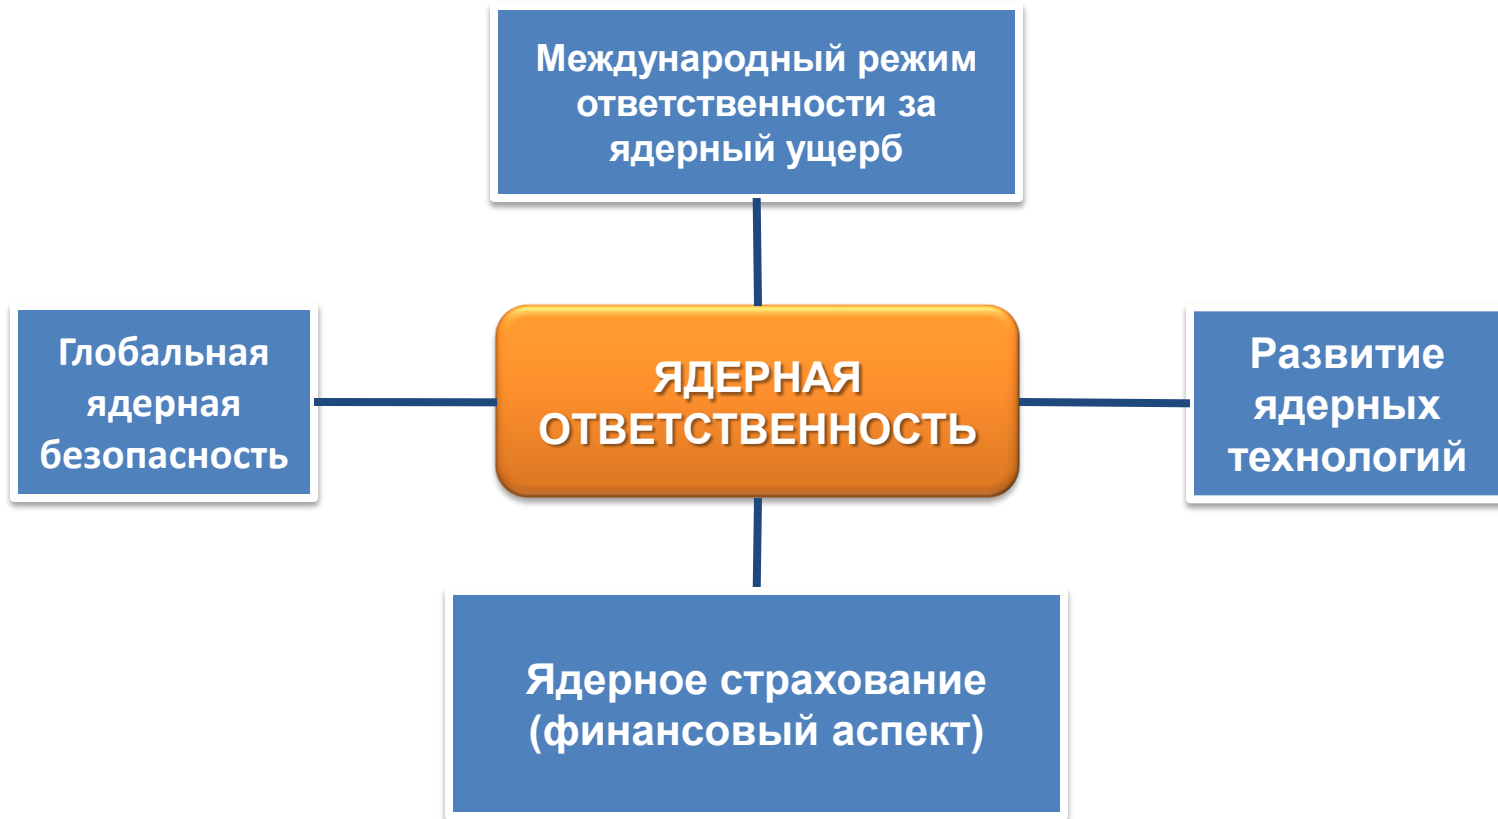 Международный режим
ответственности за
ядерный ущерб
Глобальная
ядерная
безопасность
ЯДЕРНАЯ
ОТВЕТСТВЕННОСТЬ
Развитие
ядерных
технологий
Ядерное страхование
(финансовый аспект)